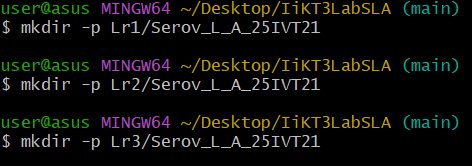 user@asus MINGW64 ~/Desktop/IiKT3LabSLA (main)
$ mkdir -p Lr1/Serov_L_A_25IVT21
user@asus MINGW64 ~/Desktop/IiKT3LabSLA (main)
$ mkdir -p Lr2/Serov_L_A_25IVT21
user@asus MINGW64 ~/Desktop/IiKT3LabSLA (main)
$ mkdir -p Lr3/Serov_L_A_25IVT21